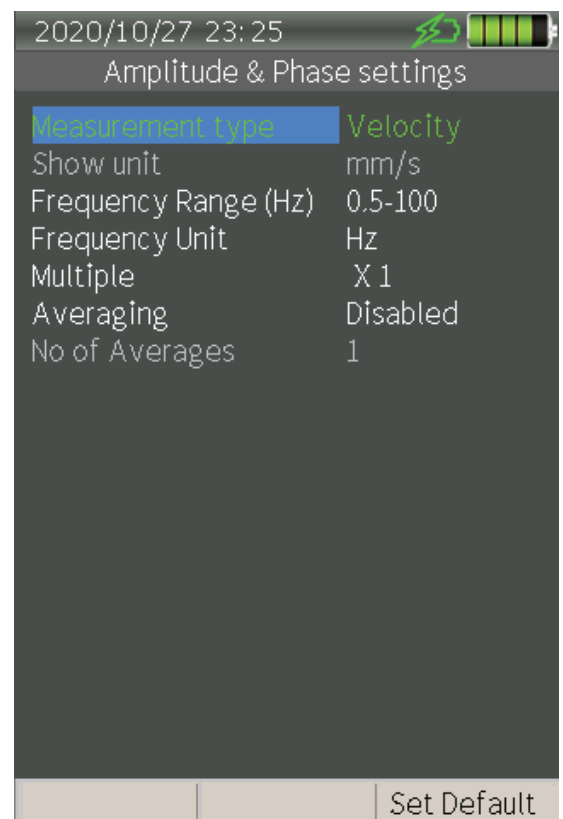 2020/10/27 23:25
Amplitude & Phase settings
Measurement type Velocity
Show unit mm/s
Frequency Range (Hz) 0.5-100
Frequency Unit Hz
Multiple X 1
Averaging Disabled
No of Averages 1
Set Default